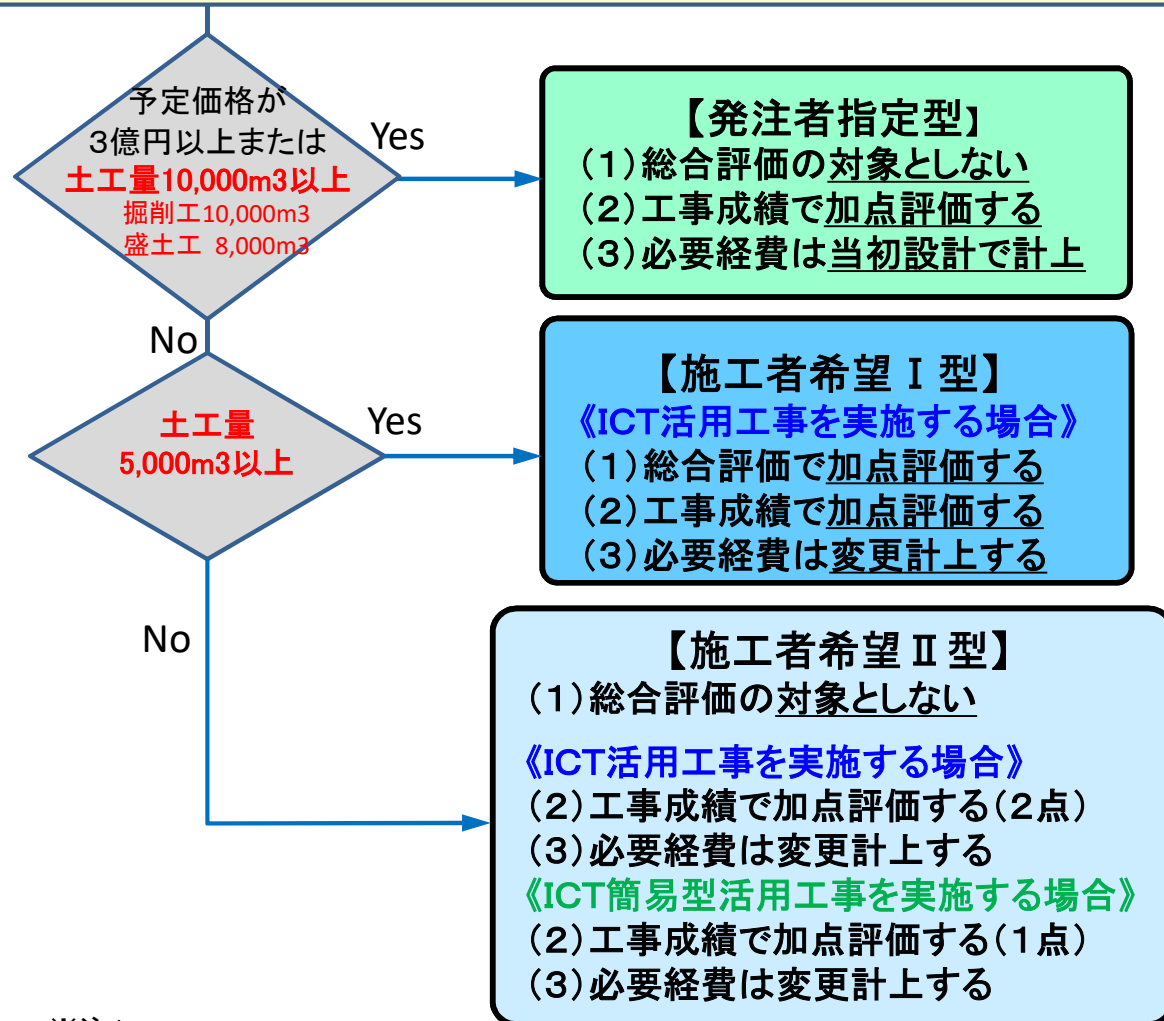 予定価格が
3億円以上または
土工量10,000m3以上
掘削工10,000m3
盛土工 8,000m3
Yes
【発注者指定型】
(1)総合評価の対象としない
(2)工事成績で加点評価する
(3)必要経費は当初設計で計上
No
土工量
5,000m3以上
Yes
【施工者希望Ⅰ型】
《ICT活用工事を実施する場合》
(1)総合評価で加点評価する
(2)工事成績で加点評価する
(3)必要経費は変更計上する
No
【施工者希望Ⅱ型】
(1)総合評価の対象としない
《ICT活用工事を実施する場合》
(2)工事成績で加点評価する(2点)
(3)必要経費は変更計上する
《ICT簡易型活用工事を実施する場合》
(2)工事成績で加点評価する(1点)
(3)必要経費は変更計上する